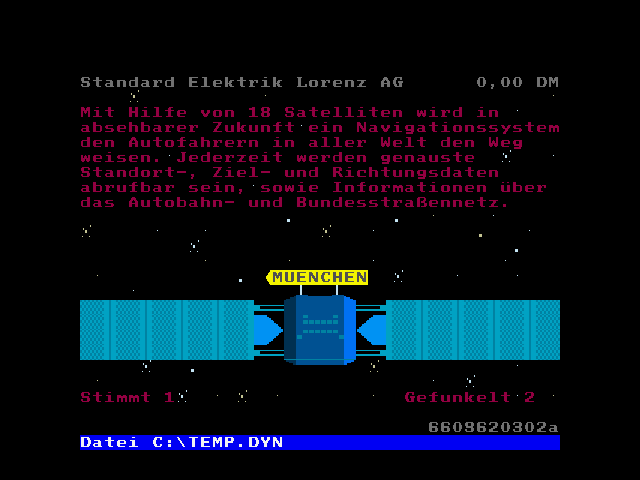 Standard Elektrik Lorenz AG 0,00 DM
Mit Hilfe von 18 Satelliten wird in
absehbarer Zukunft ein Navigationssystem
den Autofahrern in aller Welt den Weg
weisen. Jederzeit werden genauste
Standort-, Ziel- und Richtungsdaten
abrufbar sein, sowie Informationen über
das Autobahn- und Bundesstraßennetz.
MUENCHEN
Stimmt 1 Gefunkelt 2
6609620302a
Datei C:\TEMP.DYN